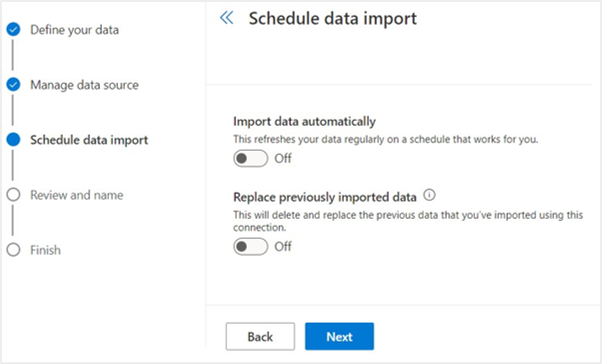 Define your data
Manage data source
Schedule data import
Review and name
Finish
Schedule data import
Import data automatically
This refreshes your data regularly on a schedule that works for you.
Off
Replace previously imported data
This will delete and replace the previous data that you've imported using this
connection.
Off
Back
Next